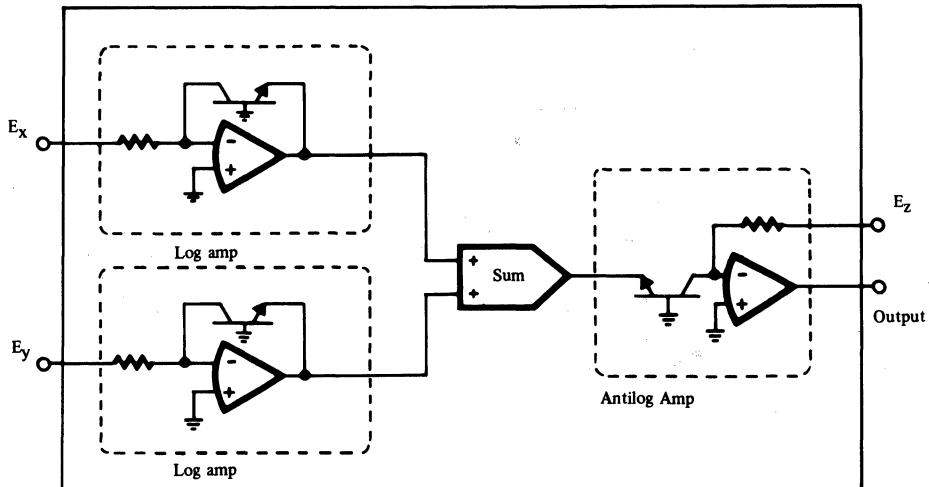 Ex
Log amp
Ey
Log amp
+
+
Sum
-
+
-
+
-
+
Antilog Amp
Ez
Output